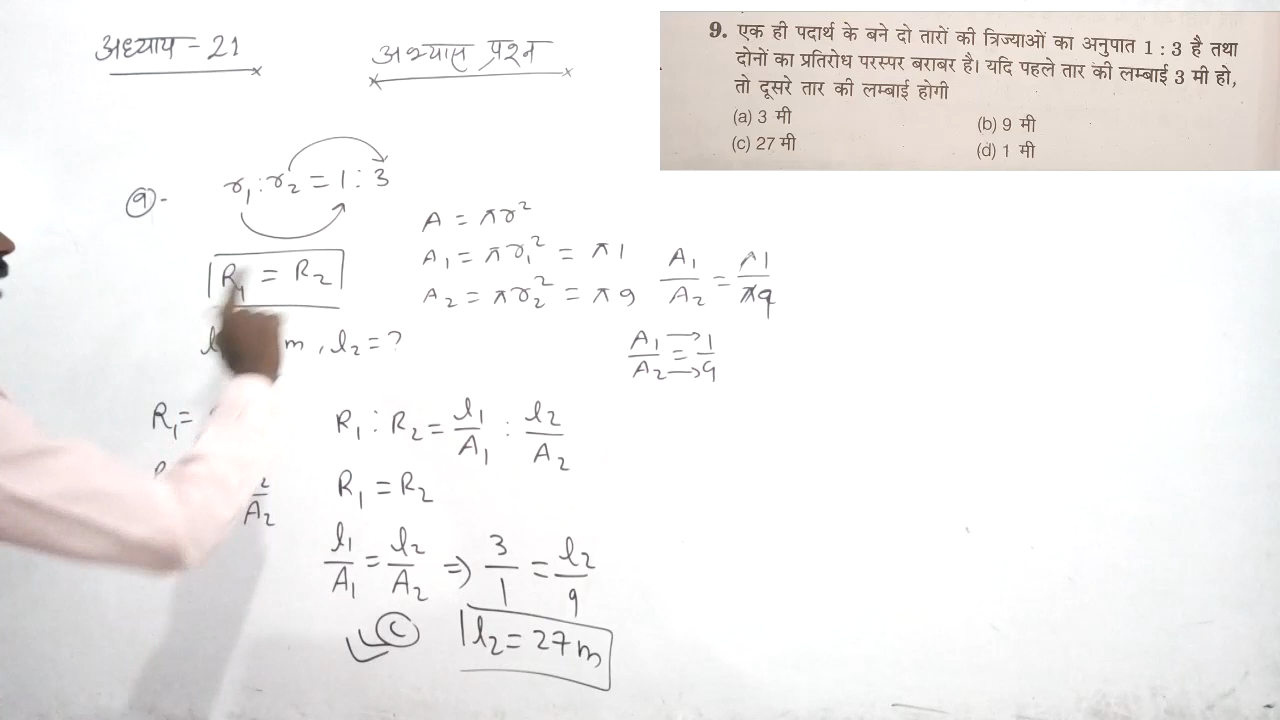 अध्याय - 21
अभ्यास प्रश्न
9. एक ही पदार्थ के बने दो तारों की त्रिज्याओं का अनुपात 1 : 3 है तथा
दोनों का प्रतिरोध परस्पर बराबर है। यदि पहले तार की लम्बाई 3 मी हो,
तो दूसरे तार की लम्बाई होगी
(a) 3 मी
(b) 9 मी
(c) 27 मी
(d) 1 मी
9- r₁ : r₂ = 1 : 3
R₁ = R₂
m , l₂ = ?
A = πr²
A₁ = πr₁² = π1
A₂ = πr₂² = π9
A₁/A₂ = π1/π9
A₁/A₂ = 1/9
R₁ =
A₂
R₁ : R₂ = l₁/A₁ : l₂/A₂
R₁ = R₂
l₁/A₁ = l₂/A₂ ⇒ 3/1 = l₂/9
C l₂ = 27 m